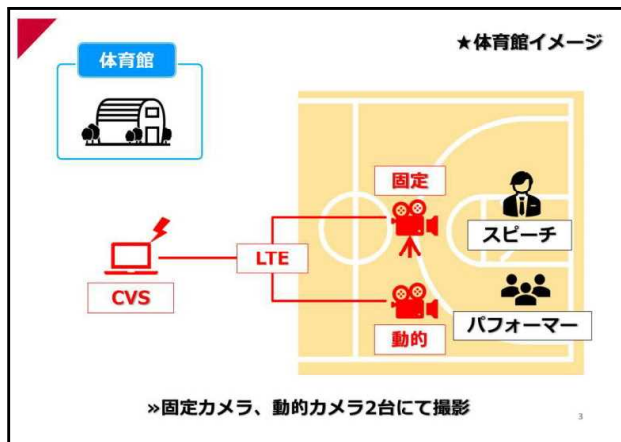 ★体育館イメージ
体育館
固定
スピーチ
LTE
CVS
パフォーマー
動的
»固定カメラ、動的カメラ2台にて撮影
3